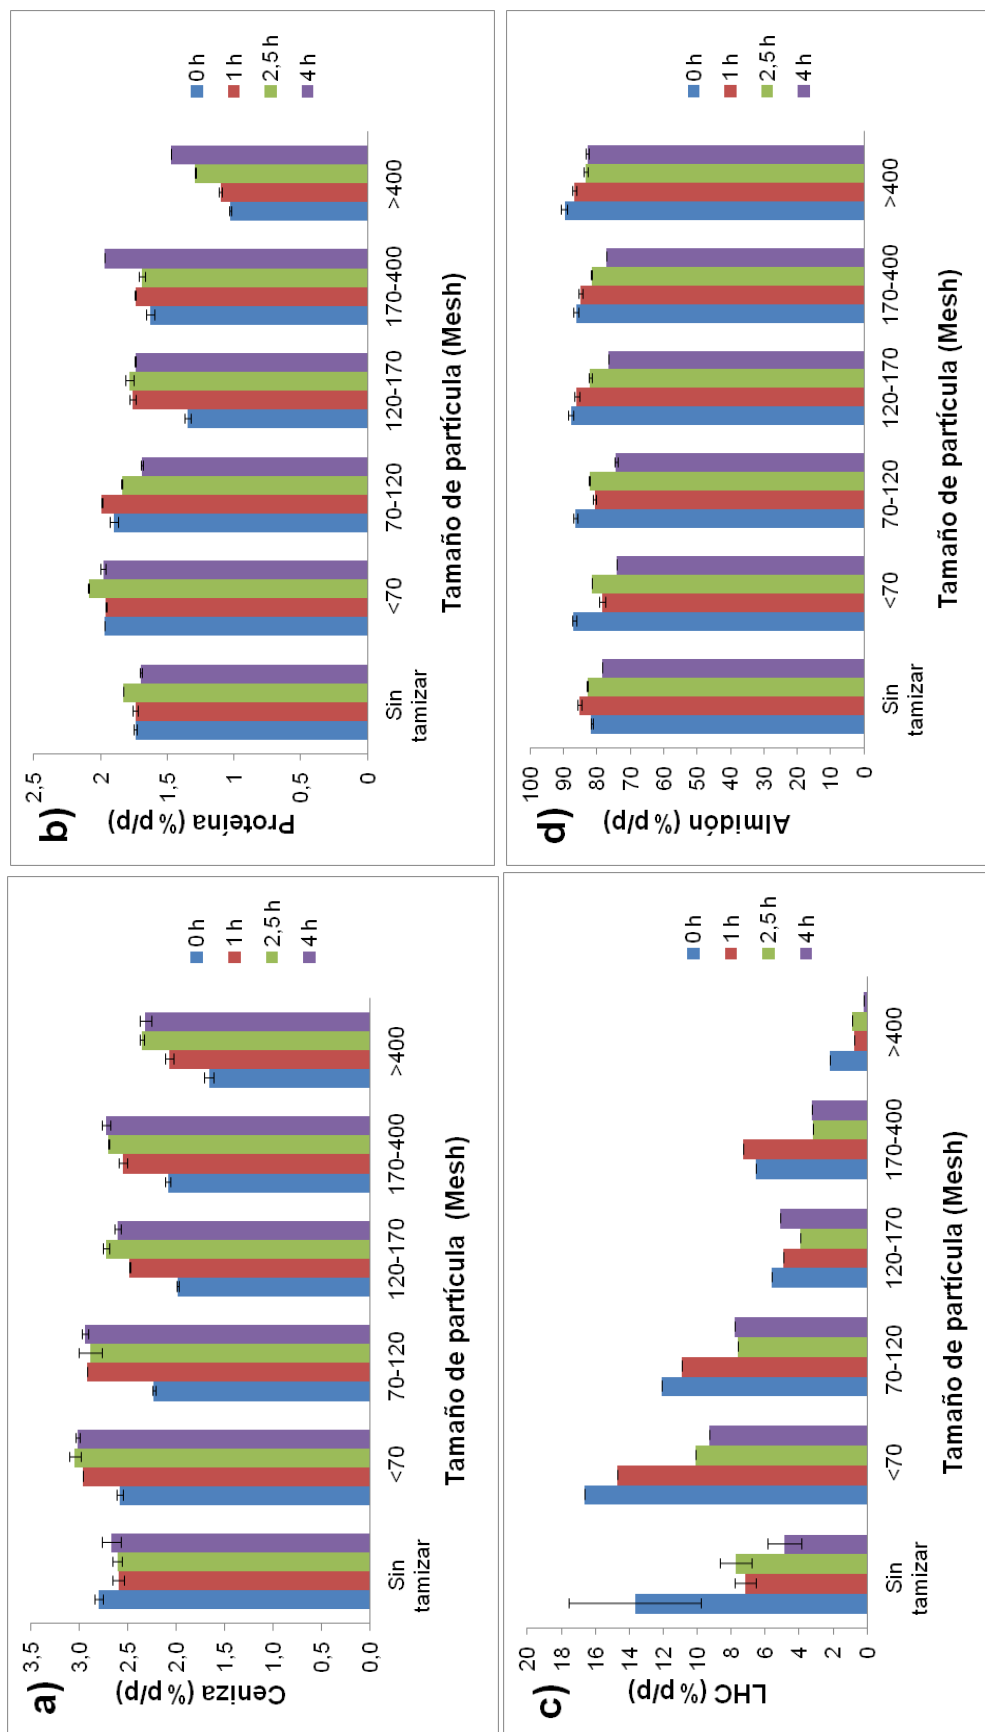 a)
Ceniza (% p/p)
3,5
3,0
2,5
2,0
1,5
1,0
0,5
0,0
Sin
tamizar
<70
70-120
120-170
170-400
>400
Tamaño de partícula (Mesh)
0 h
1 h
2,5 h
4 h
b)
Proteína (% p/p)
2,5
2
1,5
1
0,5
0
Sin
tamizar
<70
70-120
120-170
170-400
>400
Tamaño de partícula (Mesh)
0 h
1 h
2,5 h
4 h
c)
LHC (% p/p)
20
18
16
14
12
10
8
6
4
2
0
Sin
tamizar
<70
70-120
120-170
170-400
>400
Tamaño de partícula (Mesh)
0 h
1 h
2,5 h
4 h
d)
Almidón (% p/p)
100
90
80
70
60
50
40
30
20
10
0
Sin
tamizar
<70
70-120
120-170
170-400
>400
Tamaño de partícula (Mesh)
0 h
1 h
2,5 h
4 h